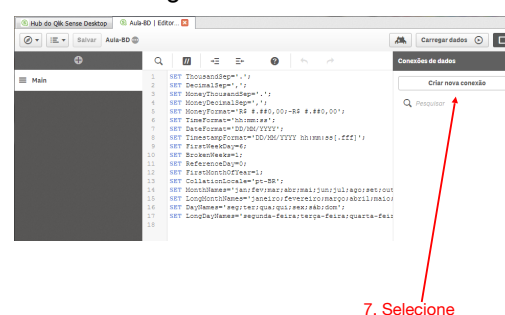 Hub do Qlik Sense Desktop
Aula-BD | Editor...
Salvar Aula-BD
Carregar dados
Conexões de dados
Main
Criar nova conexão
Pesquisar
1 SET ThousandSep='.';
2 SET DecimalSep=',';
3 SET MoneyThousandSep='.';
4 SET MoneyDecimalSep=',';
5 SET MoneyFormat='R$ #.##0,00;-R$ #.##0,00';
6 SET TimeFormat='hh:mm:ss';
7 SET DateFormat='DD/MM/YYYY';
8 SET TimestampFormat='DD/MM/YYYY hh:mm:ss[.fff]';
9 SET FirstWeekDay=6;
10 SET BrokenWeeks=1;
11 SET ReferenceDay=0;
12 SET FirstMonthOfYear=1;
13 SET CollationLocale='pt-BR';
14 SET MonthNames='jan;fev;mar;abr;mai;jun;jul;ago;set;out
15 SET LongMonthNames='janeiro;fevereiro;março;abril;maio;
16 SET DayNames='seg;ter;qua;qui;sex;sáb;dom';
17 SET LongDayNames='segunda-feira;terça-feira;quarta-feir
18
7. Selecione